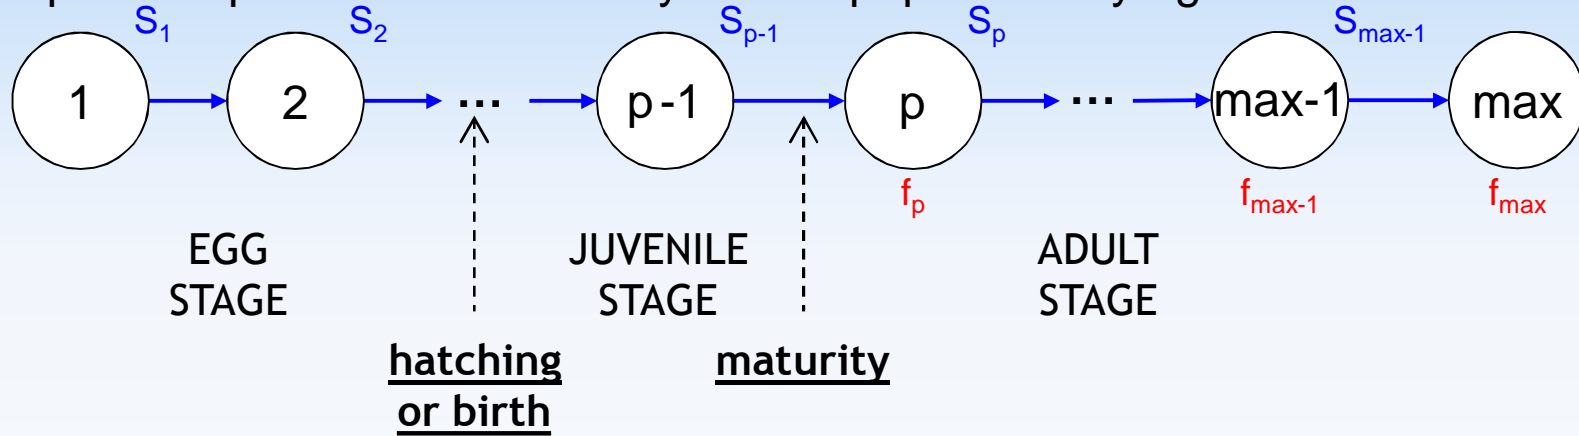 S1 S2 Sp-1 Sp Smax-1
1 2 ... p-1 p ... max-1 max
fp fmax-1 fmax
EGG STAGE
JUVENILE STAGE
ADULT STAGE
hatching or birth
maturity